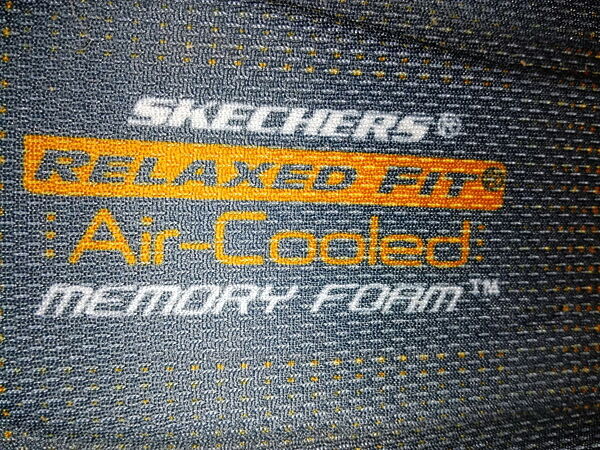 SKECHERS®
RELAXED FIT®
Air-Cooled
MEMORY FOAM™